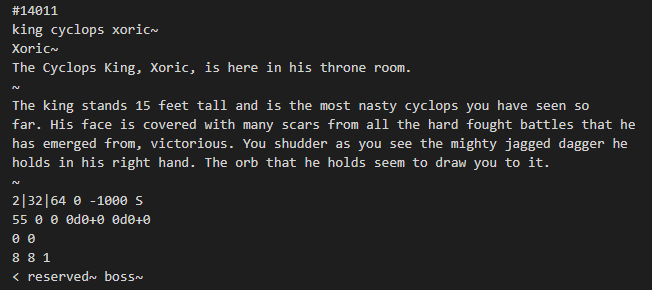 #14011
king cyclops xoric~
Xoric~
The Cyclops King, Xoric, is here in his throne room.
~
The king stands 15 feet tall and is the most nasty cyclops you have seen so
far. His face is covered with many scars from all the hard fought battles that he
has emerged from, victorious. You shudder as you see the mighty jagged dagger he
holds in his right hand. The orb that he holds seem to draw you to it.
~
2|32|64 0 -1000 S
55 0 0 0d0+0 0d0+0
0 0
8 8 1
< reserved~ boss~